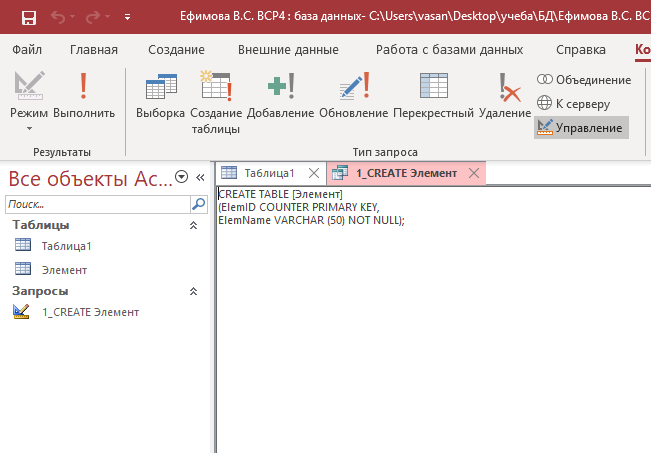 Ефимова В.С. ВСР4 : база данных- C:\Users\vasan\Desktop\учеба\БД\Ефимова В.С. ВСР
Файл Главная Создание Внешние данные Работа с базами данных Справка Ко
Режим Выполнить
Выборка Создание таблицы Добавление Обновление Перекрестный Удаление
Объединение
К серверу
Управление
Результаты Тип запроса
Все объекты Ac...
Поиск...
Таблицы
Таблица1
Элемент
Запросы
1_CREATE Элемент
Таблица1 1_CREATE Элемент
CREATE TABLE [Элемент]
(ElemID COUNTER PRIMARY KEY,
ElemName VARCHAR (50) NOT NULL);